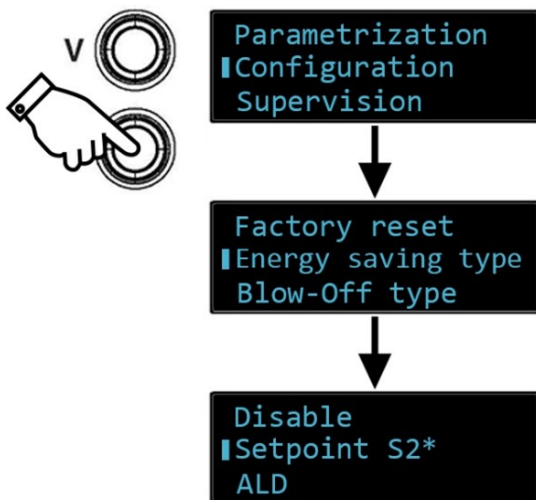 V
Parametrization
Configuration
Supervision
Factory reset
Energy saving type
Blow-Off type
Disable
Setpoint S2*
ALD